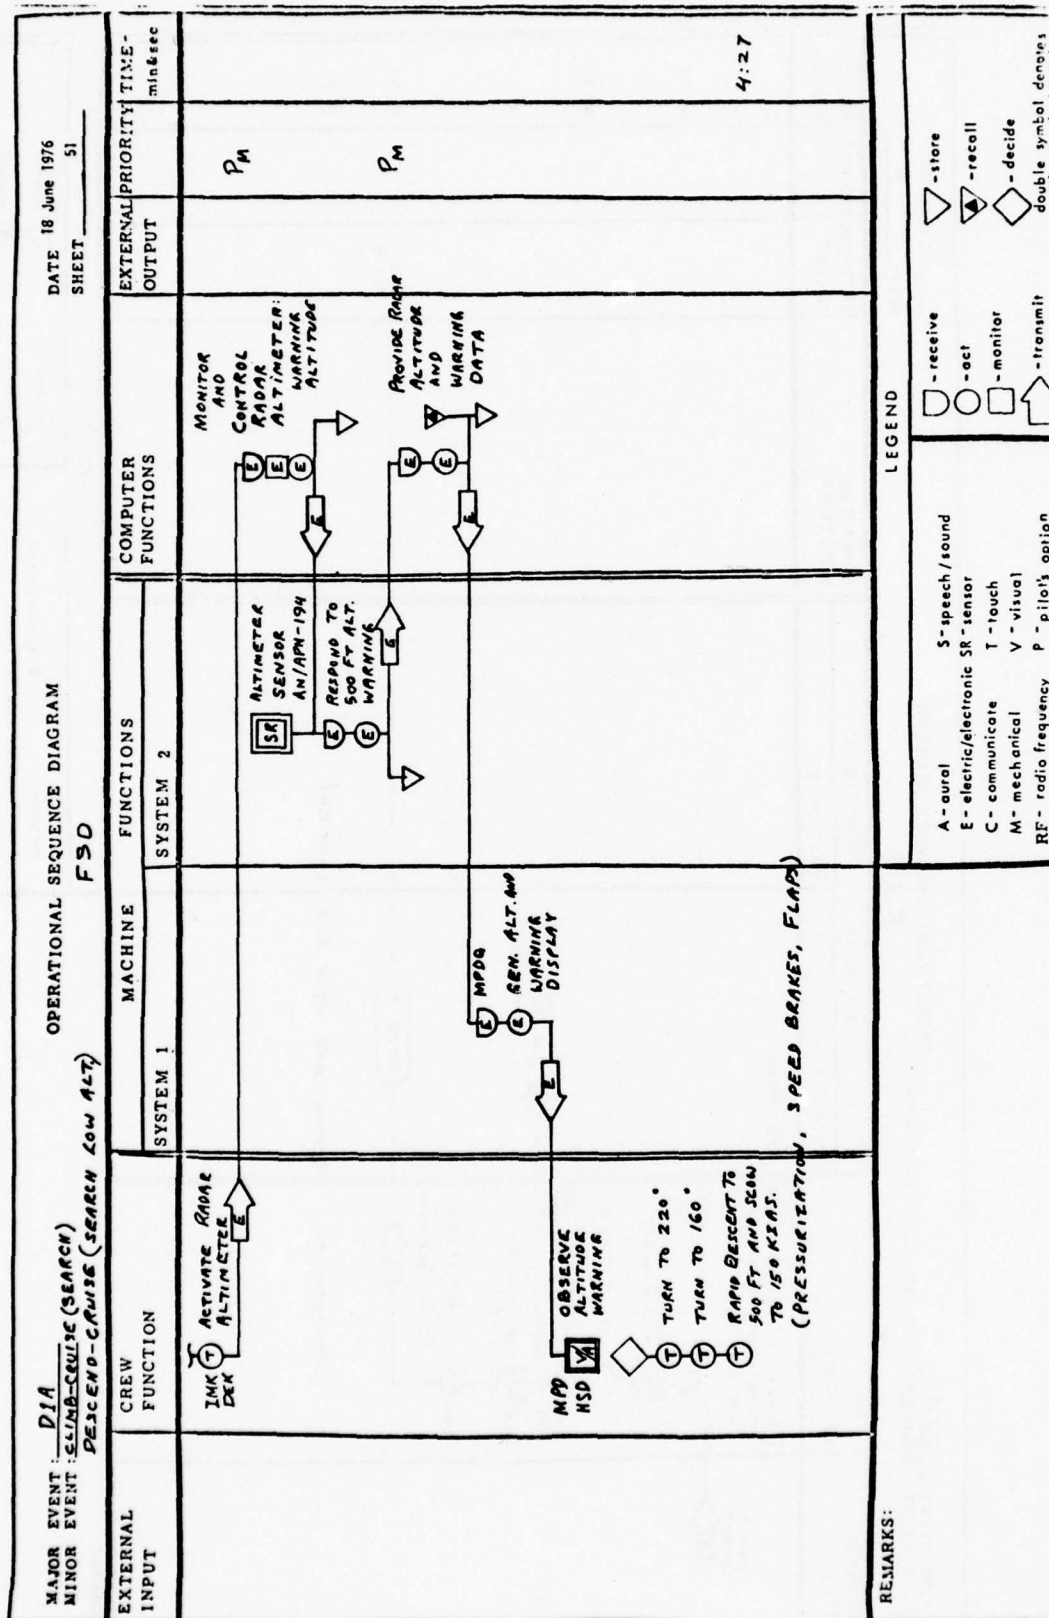 MAJOR EVENT: D1A
OPERATIONAL SEQUENCE DIAGRAM
DATE 18 June 1976
MINOR EVENT: CLIMB-CRUISE (SEARCH)
FSD
SHEET 51
DESCEND-CRUISE (SEARCH LOW ALT.)
EXTERNAL INPUT
CREW FUNCTION
MACHINE FUNCTIONS
SYSTEM 1
SYSTEM 2
COMPUTER FUNCTIONS
EXTERNAL OUTPUT
PRIORITY
TIME-
min&sec
T
IMK
DEK
ACTIVATE RADAR
ALTIMETER
E
E
E
E
MONITOR
AND
CONTROL
RADAR
ALTIMETER:
WARNING
ALTITUDE
PM
SR
ALTIMETER
SENSOR
AN/APN-194
E
E
E
RESPOND TO
500 FT ALT.
WARNING
E
E
E
PROVIDE RADAR
ALTITUDE
AND
WARNING
DATA
PM
E
E
MPDG
E
GEN. ALT. AND
WARNING
DISPLAY
E
MPD
HSD
V/A
OBSERVE
ALTITUDE
WARNING
T
TURN TO 220°
T
TURN TO 160°
T
RAPID DESCENT TO
500 FT AND SLOW
TO 150 KIAS.
(PRESSURIZATION, SPEED BRAKES, FLAPS)
4:27
REMARKS:
LEGEND
A - aural
S - speech/sound
E - electric/electronic
SR - sensor
C - communicate
T - touch
M - mechanical
V - visual
RF - radio frequency
P - pilot's option
- receive
- act
- monitor
- transmit
- store
- recall
- decide
double symbol denotes